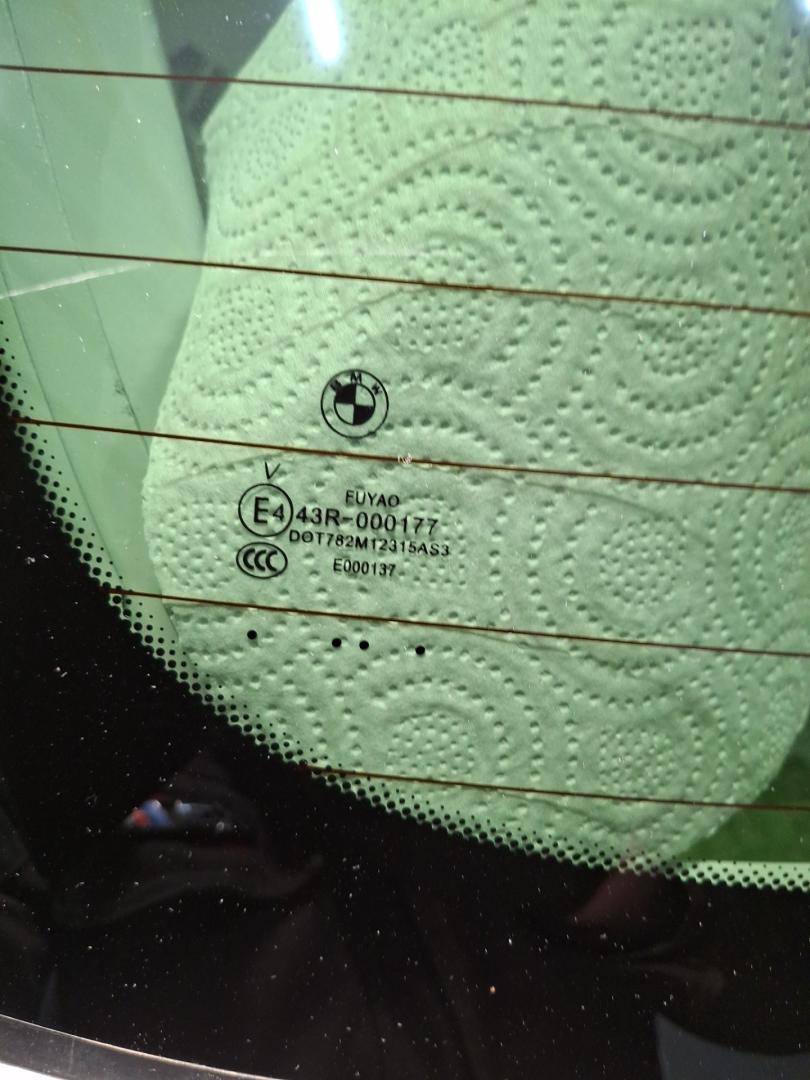 BMW
V
FUYAO
E4 43R-000177
DOT782M12315AS3
CCC E000137